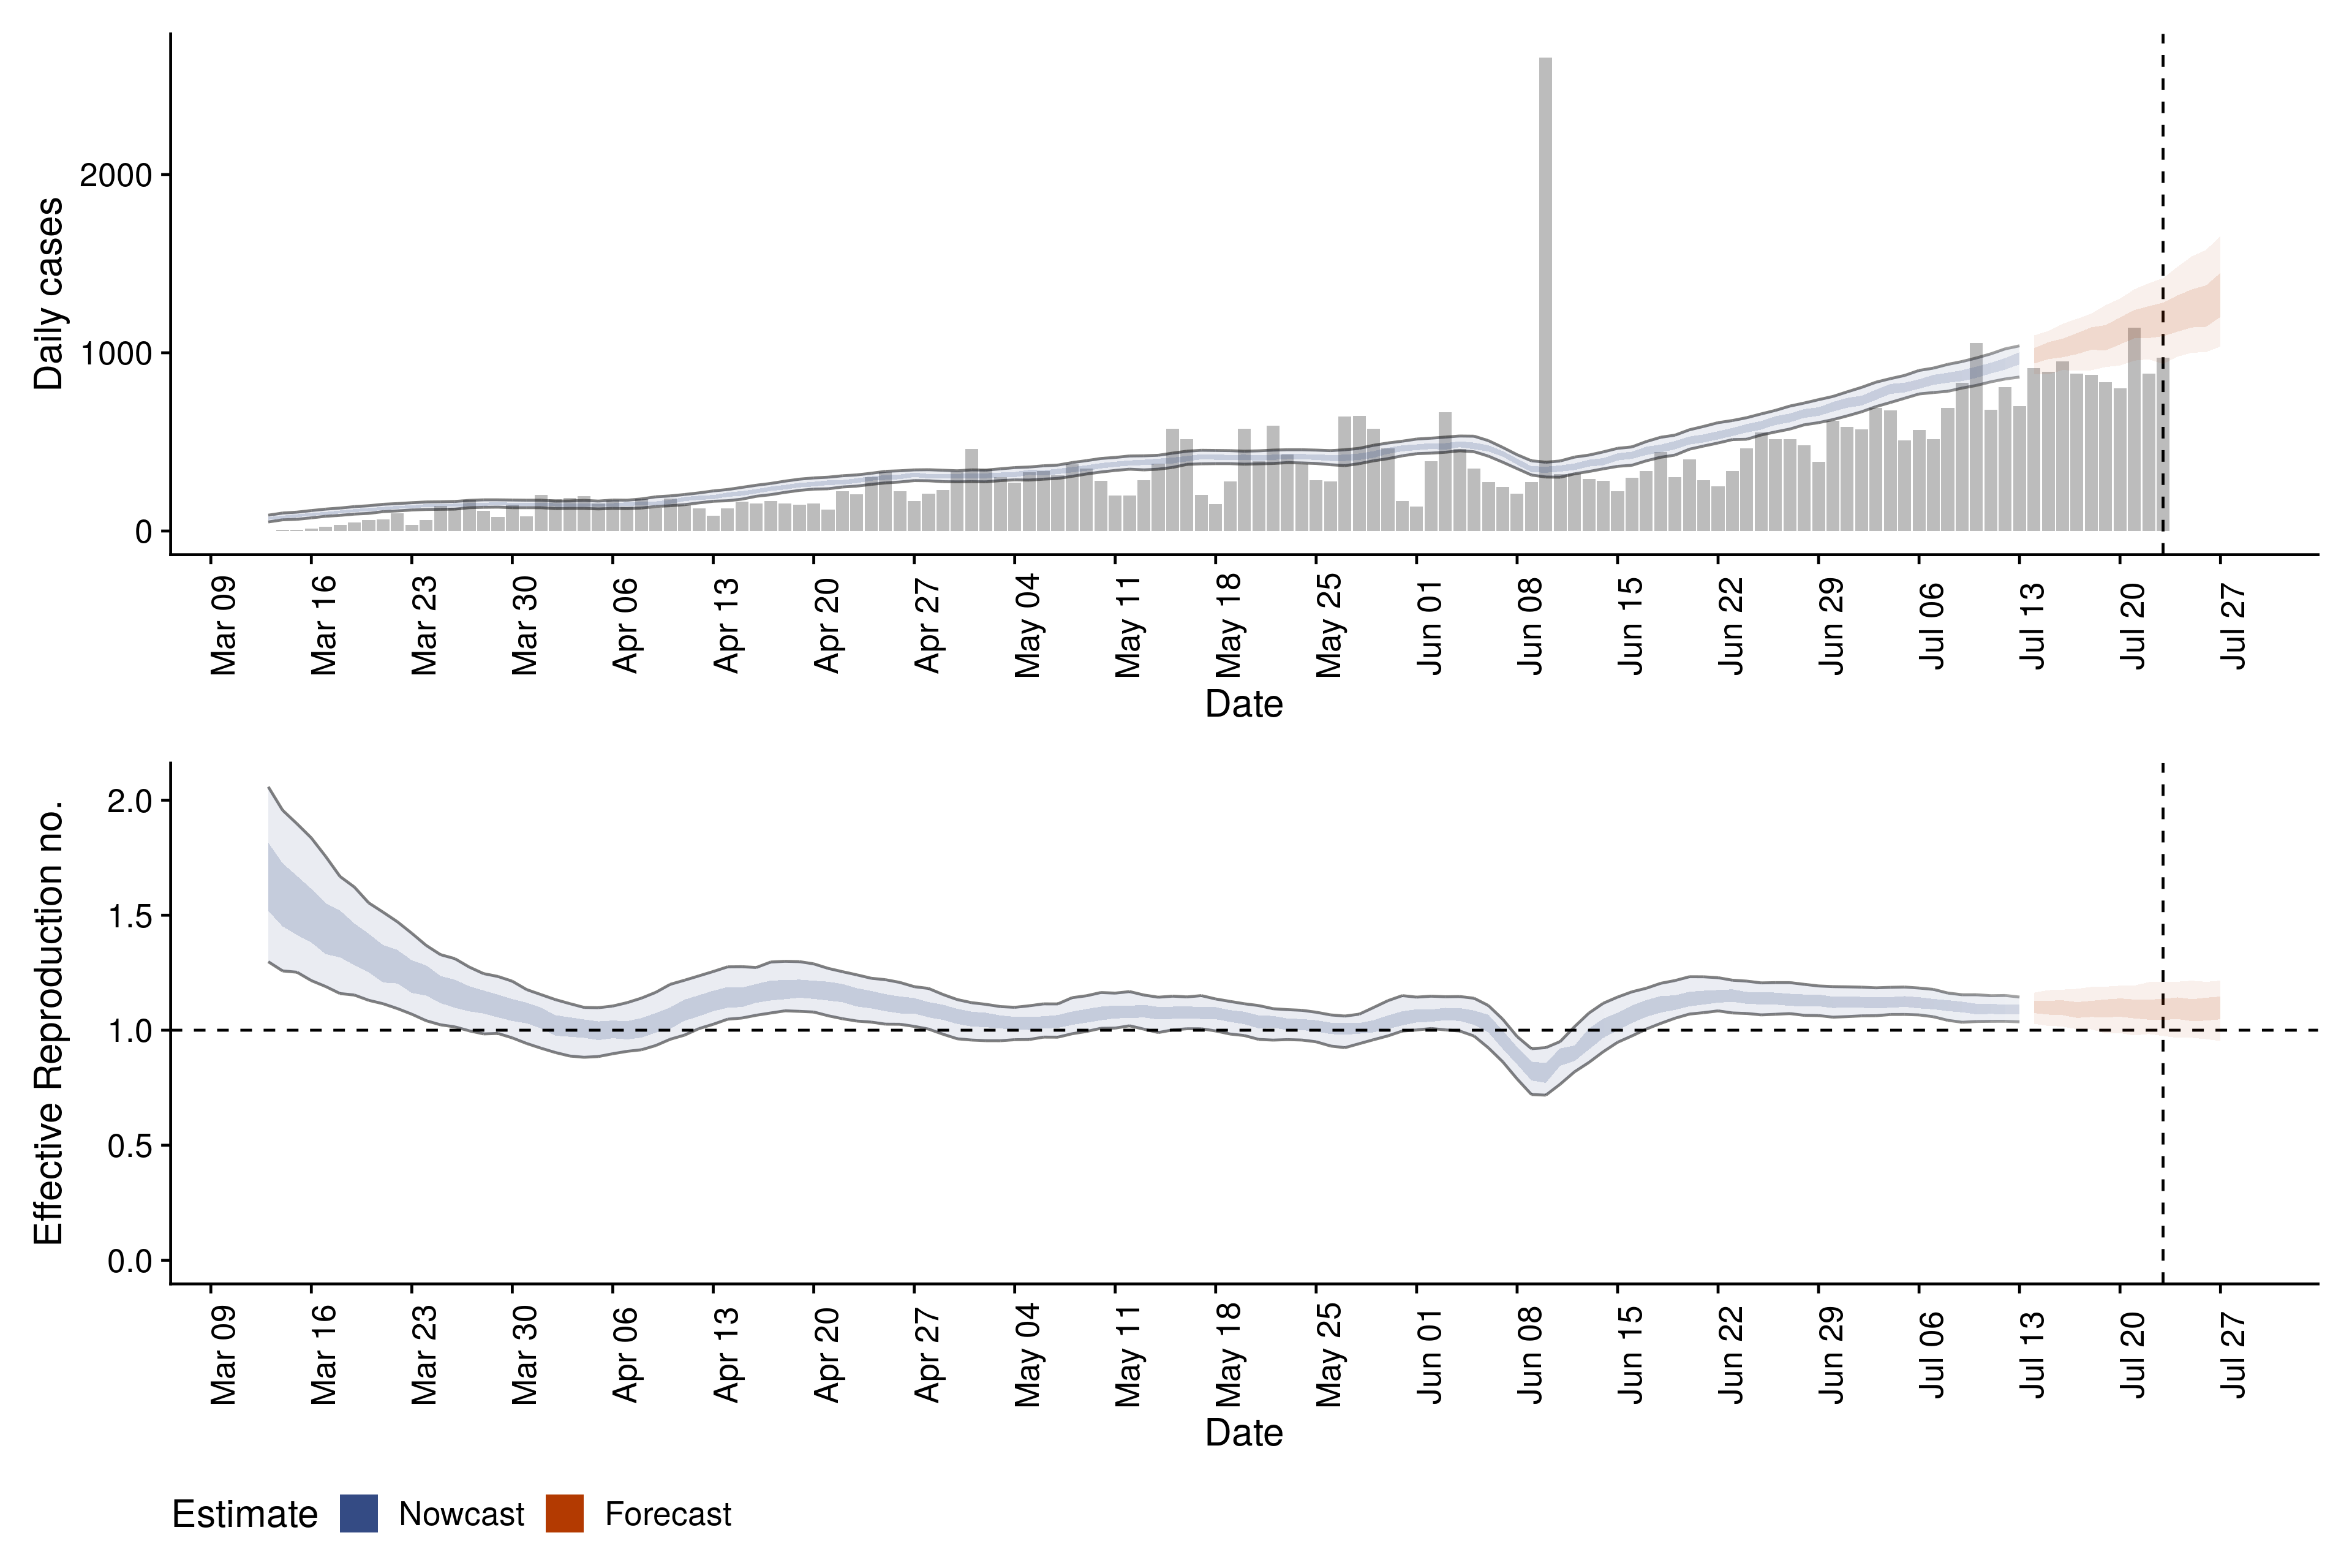 Daily cases
2000
1000
0
Mar 09 Mar 16 Mar 23 Mar 30 Apr 06 Apr 13 Apr 20 Apr 27 May 04 May 11 May 18 May 25 Jun 01 Jun 08 Jun 15 Jun 22 Jun 29 Jul 06 Jul 13 Jul 20 Jul 27
Date
Effective Reproduction no.
2.0
1.5
1.0
0.5
0.0
Mar 09 Mar 16 Mar 23 Mar 30 Apr 06 Apr 13 Apr 20 Apr 27 May 04 May 11 May 18 May 25 Jun 01 Jun 08 Jun 15 Jun 22 Jun 29 Jul 06 Jul 13 Jul 20 Jul 27
Date
Estimate Nowcast Forecast